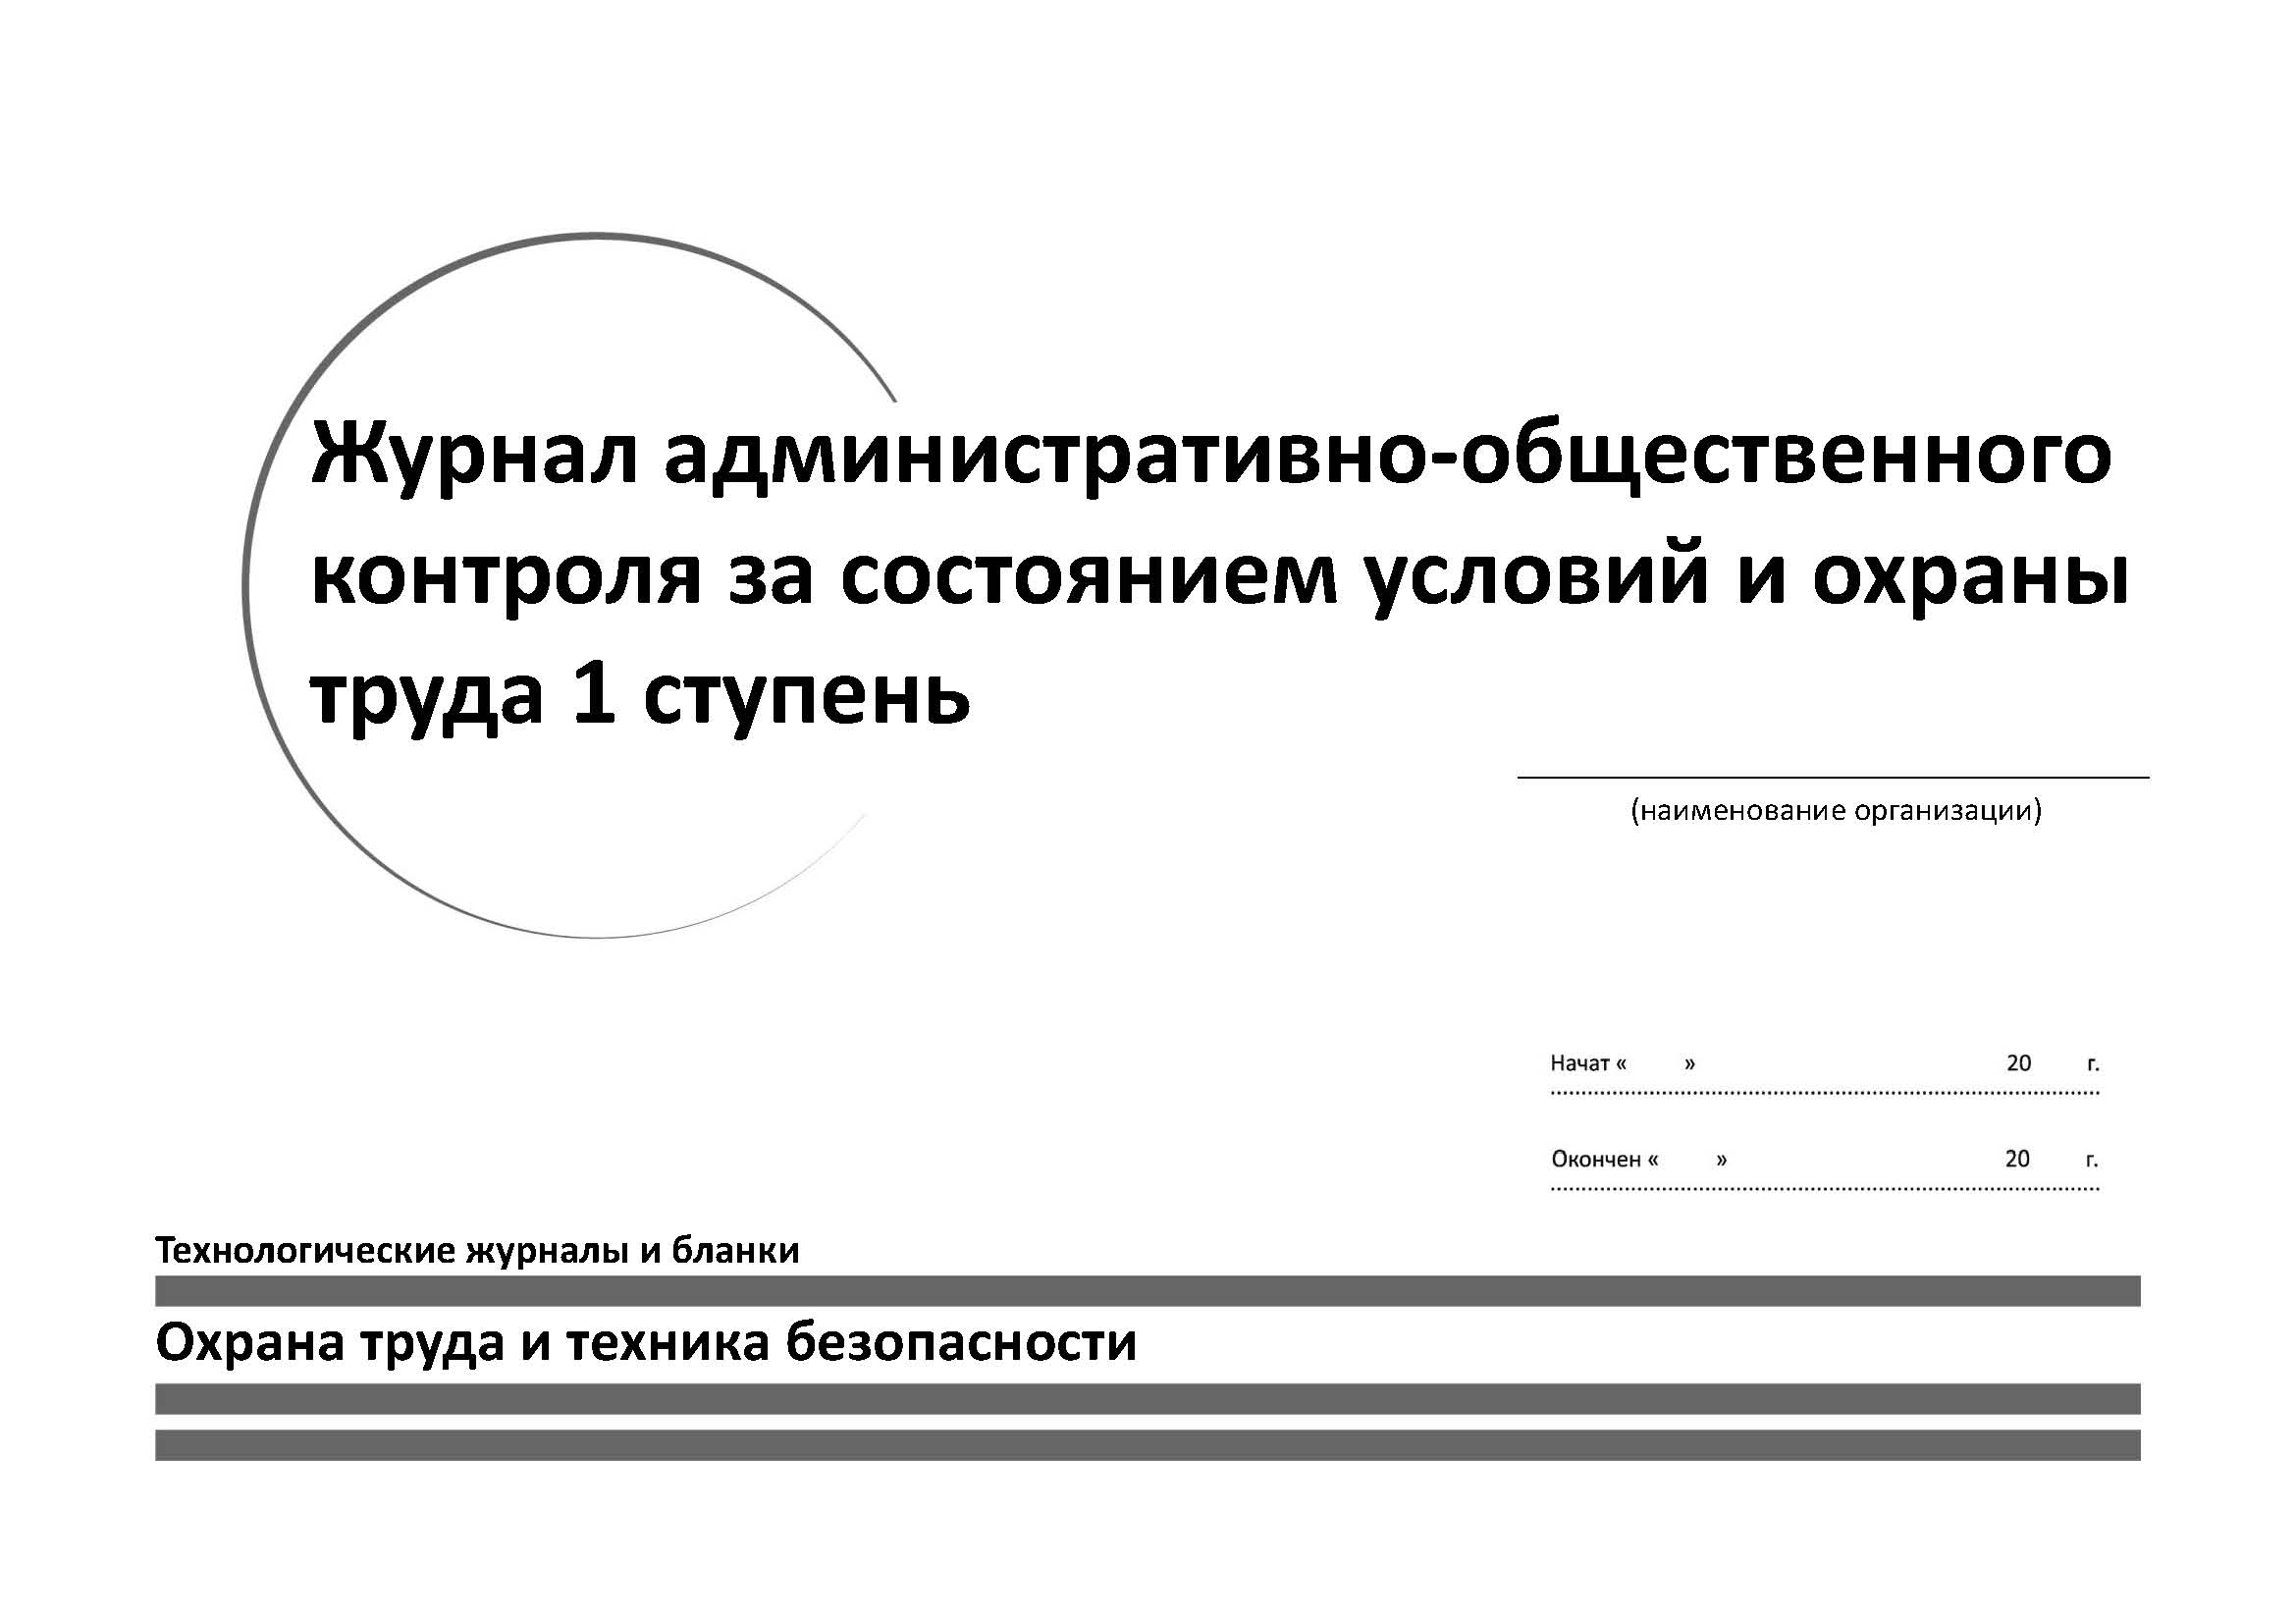 Журнал административно-общественного
контроля за состоянием условий и охраны
труда 1 ступень
(наименование организации)
Начат « » 20 г.
Окончен « » 20 г.
Технологические журналы и бланки
Охрана труда и техника безопасности